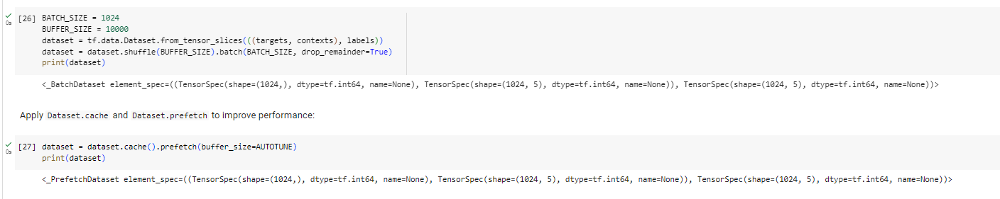 [26] BATCH_SIZE = 1024
0s
BUFFER_SIZE = 10000
dataset = tf.data.Dataset.from_tensor_slices(((targets, contexts), labels))
dataset = dataset.shuffle(BUFFER_SIZE).batch(BATCH_SIZE, drop_remainder=True)
print(dataset)
<_BatchDataset element_spec=((TensorSpec(shape=(1024,), dtype=tf.int64, name=None), TensorSpec(shape=(1024, 5), dtype=tf.int64, name=None)), TensorSpec(shape=(1024, 5), dtype=tf.int64, name=None))>
Apply Dataset.cache and Dataset.prefetch to improve performance:
[27] dataset = dataset.cache().prefetch(buffer_size=AUTOTUNE)
0s
print(dataset)
<_PrefetchDataset element_spec=((TensorSpec(shape=(1024,), dtype=tf.int64, name=None), TensorSpec(shape=(1024, 5), dtype=tf.int64, name=None)), TensorSpec(shape=(1024, 5), dtype=tf.int64, name=None))>